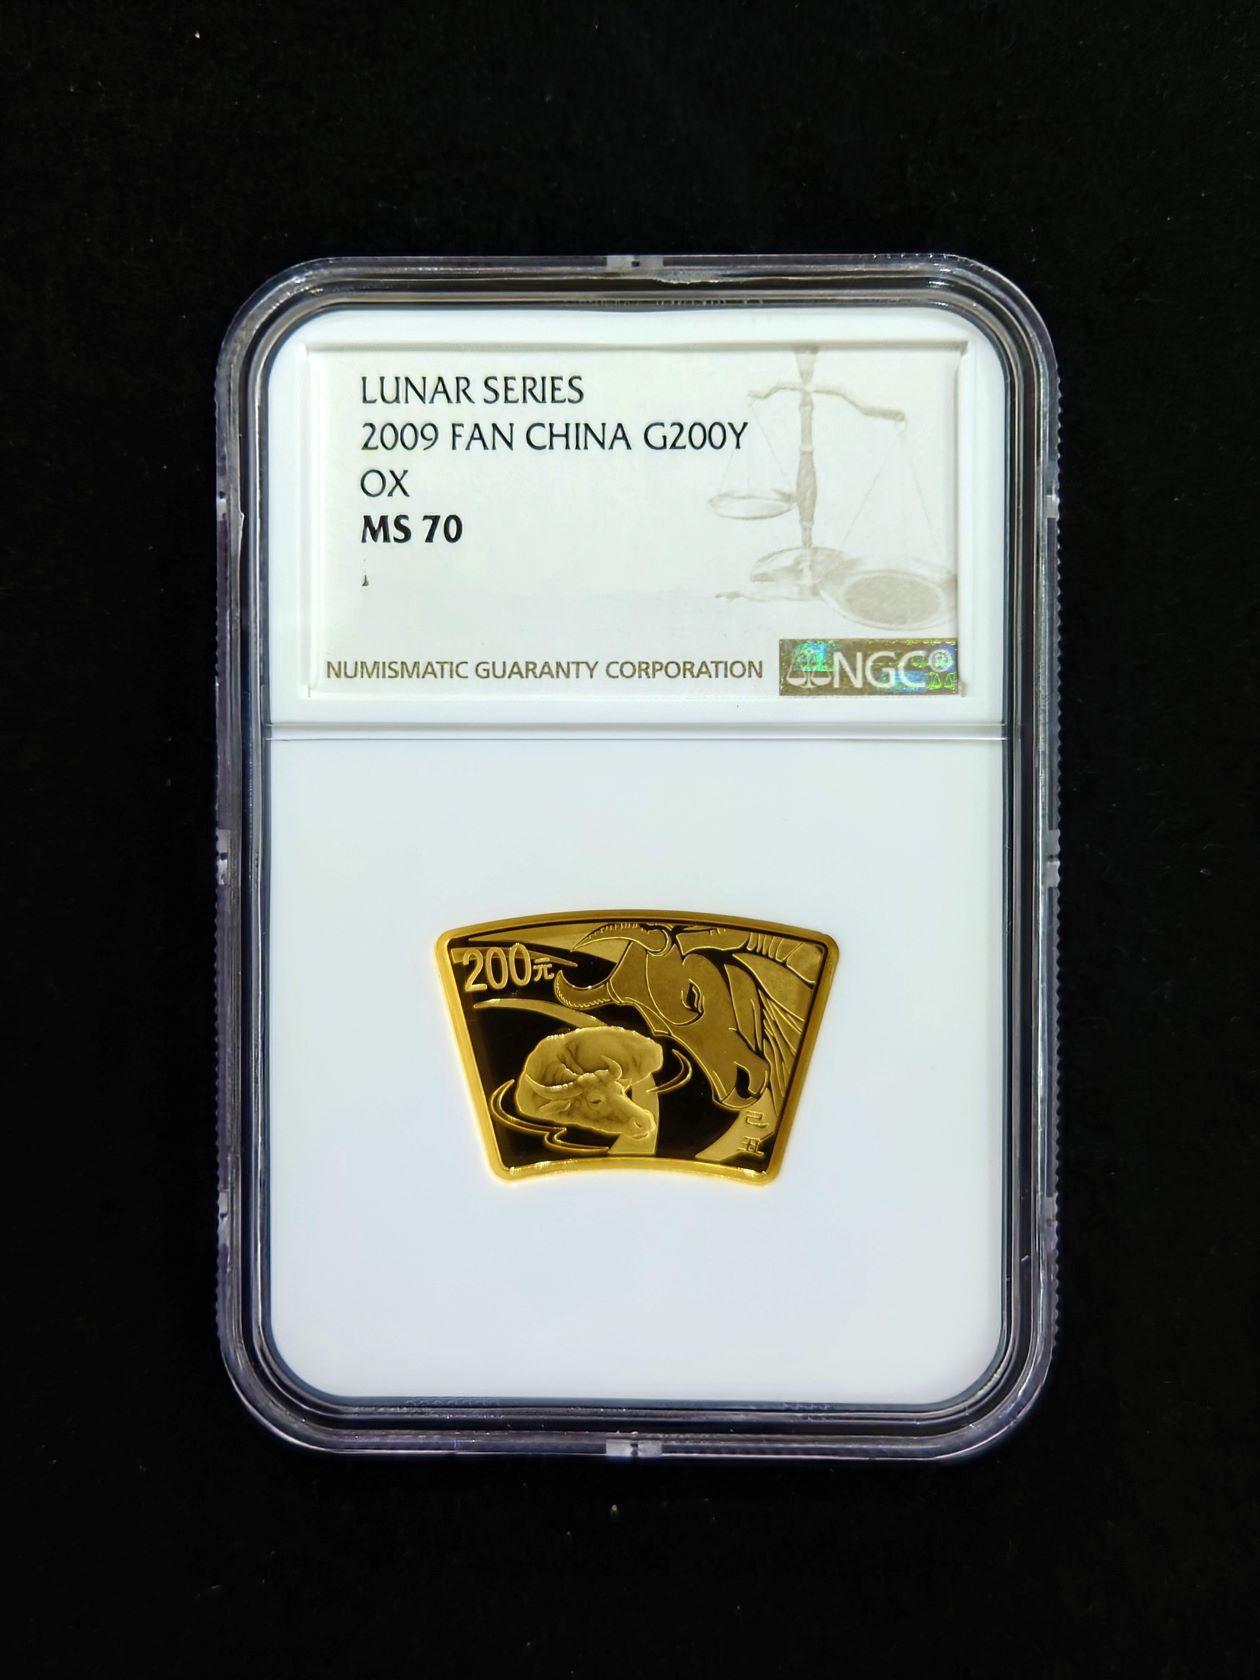 LUNAR SERIES
2009 FAN CHINA G200Y
OX
MS 70
NUMISMATIC GUARANTY CORPORATION
NGC®
200元
己
丑